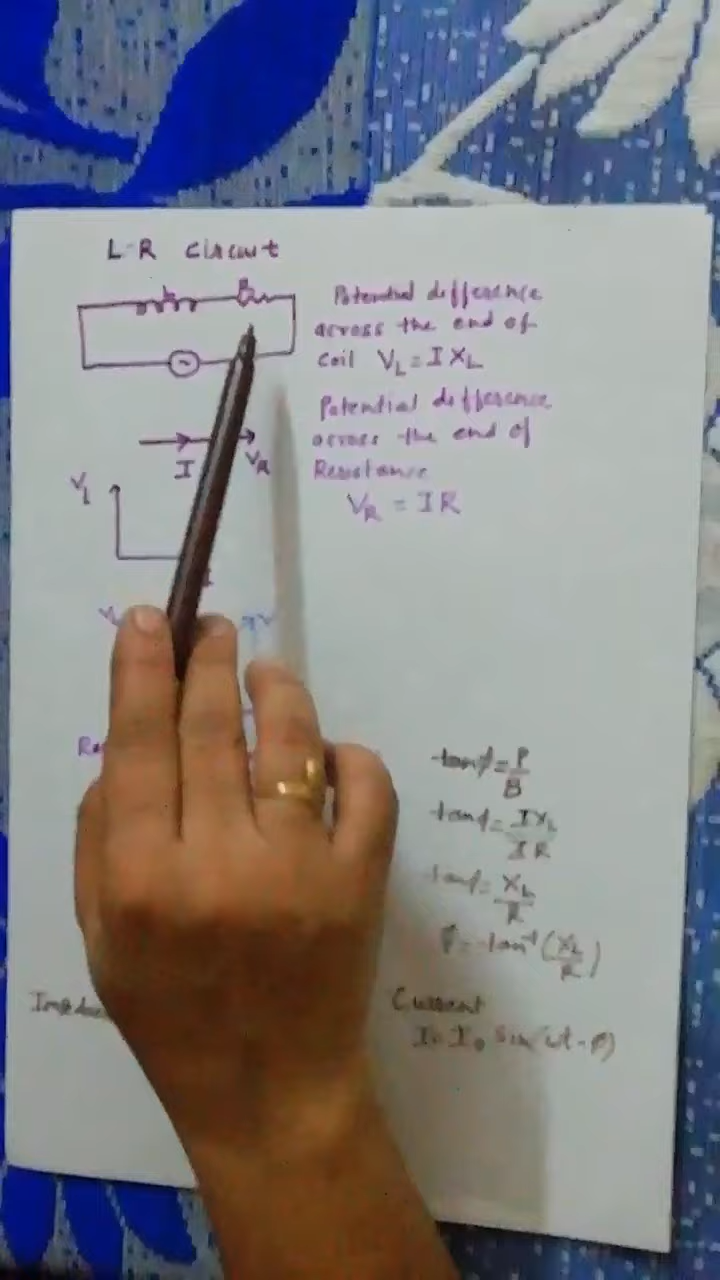 L-R Circuit
L R
Potential difference
across the end of
coil V_L = I X_L
Potential difference
across the end of
Resistance
V_R = IR
I V_R
V_L
V
tanφ = P/B
tanφ = IX_L/IR
tanφ = X_L/R
φ = tan⁻¹(X_L/R)
Current
I = I₀ sin(ωt - φ)